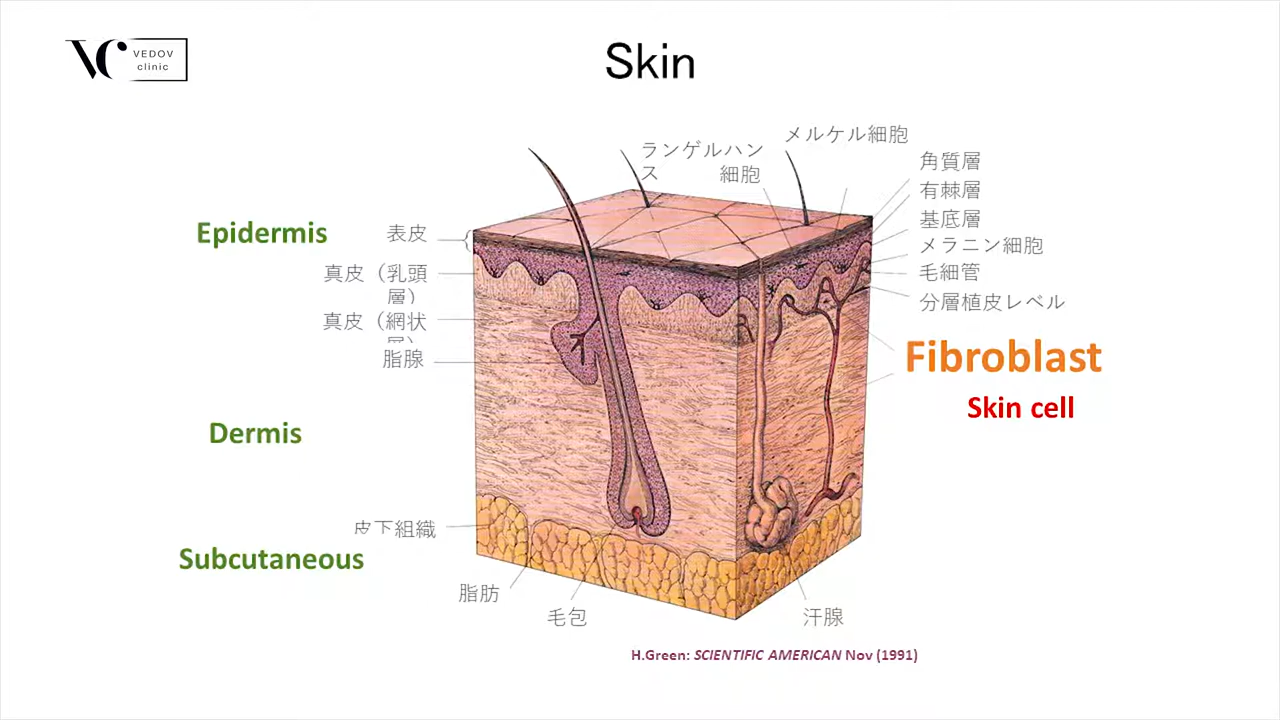 VC
VEDOV
clinic
Skin
メルケル細胞
ランゲルハン
ス 細胞
角質層
有棘層
基底層
メラニン細胞
毛細管
分層植皮レベル
Epidermis
表皮
真皮（乳頭
層）
真皮（網状
層）
脂腺
Fibroblast
Skin cell
Dermis
皮下組織
Subcutaneous
脂肪
毛包
汗腺
H.Green: SCIENTIFIC AMERICAN Nov (1991)